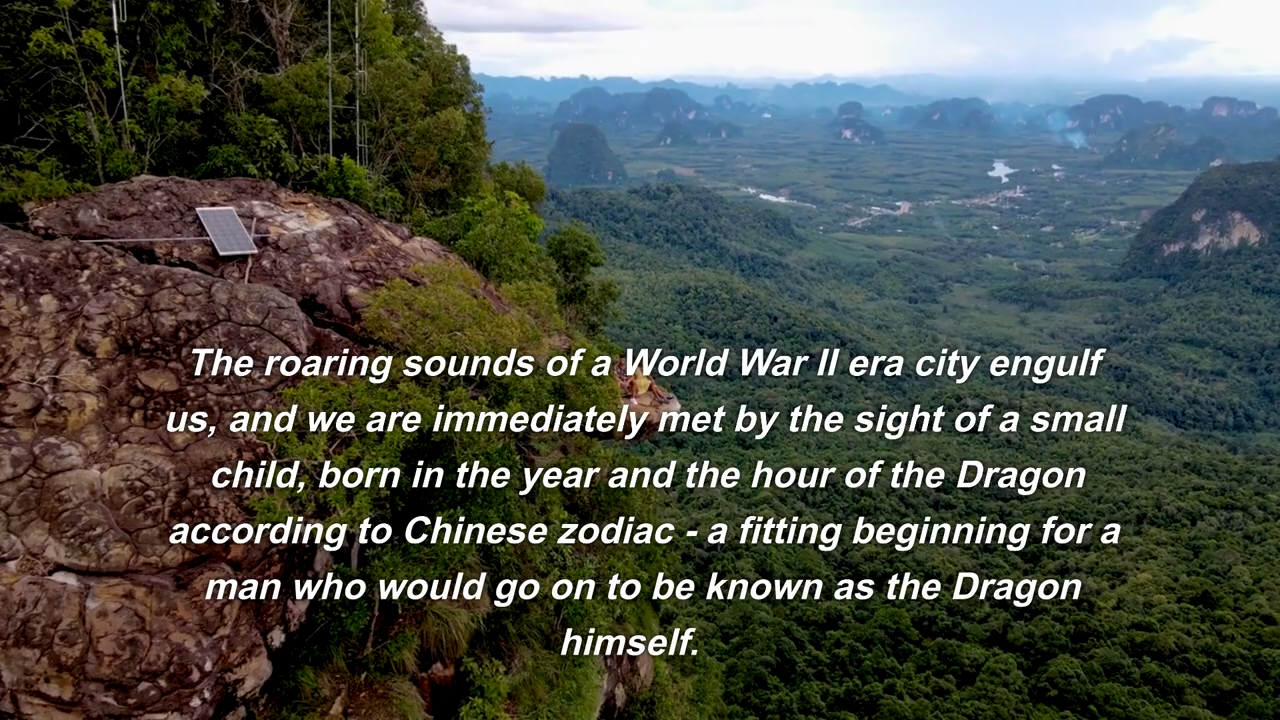 The roaring sounds of a World War II era city engulf
us, and we are immediately met by the sight of a small
child, born in the year and the hour of the Dragon
according to Chinese zodiac - a fitting beginning for a
man who would go on to be known as the Dragon
himself.